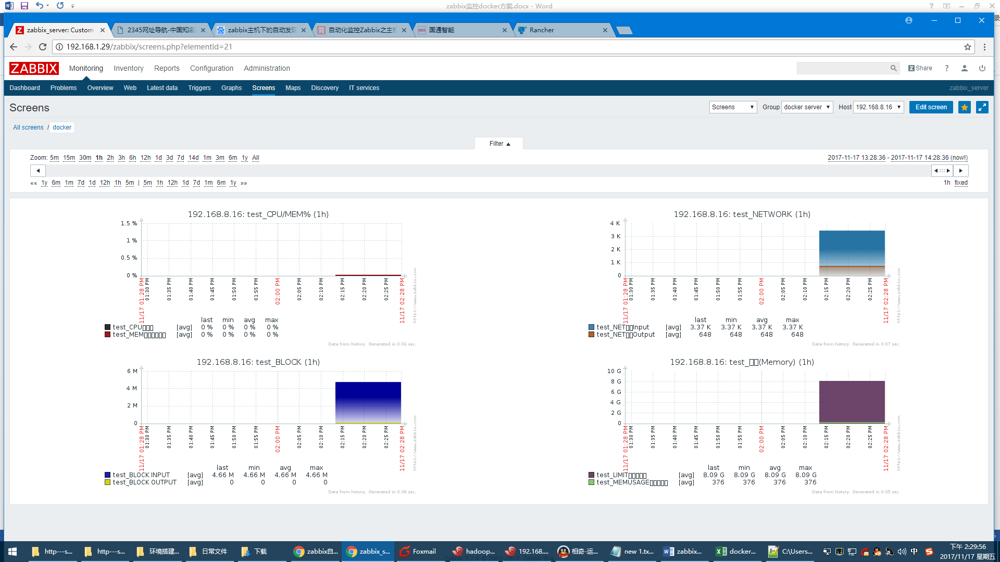 zabbix监控docker方案.docx - Word
zabbix_server: Custom
2345网址导航-中国知名
zabbix主机下的自动发现
自动化监控Zabbix之主机
国通智能
Rancher
192.168.1.29/zabbix/screens.php?elementid=21
ZABBIX
Monitoring Inventory Reports Configuration Administration
Z Share ?
Dashboard Problems Overview Web Latest data Triggers Graphs Screens Maps Discovery IT services
zabbix_server
Screens
Screens Group docker server Host 192.168.8.16 Edit screen
All screens / docker
Filter
Zoom: 5m 15m 30m 1h 2h 3h 6h 12h 1d 3d 7d 14d 1m 3m 6m 1y All
2017-11-17 13:28:36 - 2017-11-17 14:28:36 (now!)
«« 1y 6m 1m 7d 1d 12h 1h 5m | 5m 1h 12h 1d 7d 1m 6m 1y »»
1h fixed
192.168.8.16: test_CPU/MEM% (1h)
1.5 %
1 %
0.5 %
0 %
11/17 01:28 PM 01:30 PM 01:35 PM 01:40 PM 01:45 PM 01:50 PM 01:55 PM 02:00 PM 02:05 PM 02:10 PM 02:15 PM 02:20 PM 02:25 PM 11/17 02:28 PM
http://www.zabbix.com
last min avg max
test_CPU□□□ [avg] 0 % 0 % 0 % 0 %
test_MEM□□□□□□ [avg] 0 % 0 % 0 % 0 %
Data from history. Generated in 0.06 sec.
192.168.8.16: test_NETWORK (1h)
4 K
3 K
2 K
1 K
0
11/17 01:28 PM 01:30 PM 01:35 PM 01:40 PM 01:45 PM 01:50 PM 01:55 PM 02:00 PM 02:05 PM 02:10 PM 02:15 PM 02:20 PM 02:25 PM 11/17 02:28 PM
http://www.zabbix.com
last min avg max
test_NET□□Input [avg] 3.37 K 3.37 K 3.37 K 3.37 K
test_NET□□Output [avg] 648 648 648 648
Data from history. Generated in 0.07 sec.
192.168.8.16: test_BLOCK (1h)
6 M
4 M
2 M
0
11/17 01:28 PM 01:30 PM 01:35 PM 01:40 PM 01:45 PM 01:50 PM 01:55 PM 02:00 PM 02:05 PM 02:10 PM 02:15 PM 02:20 PM 02:25 PM 11/17 02:28 PM
http://www.zabbix.com
last min avg max
test_BLOCK INPUT [avg] 4.66 M 4.66 M 4.66 M 4.66 M
test_BLOCK OUTPUT [avg] 0 0 0 0
Data from history. Generated in 0.08 sec.
192.168.8.16: test_□□(Memory) (1h)
10 G
8 G
6 G
4 G
2 G
0
11/17 01:28 PM 01:30 PM 01:35 PM 01:40 PM 01:45 PM 01:50 PM 01:55 PM 02:00 PM 02:05 PM 02:10 PM 02:15 PM 02:20 PM 02:25 PM 11/17 02:28 PM
http://www.zabbix.com
last min avg max
test_LIMIT□□□□□ [avg] 8.09 G 8.09 G 8.09 G 8.09 G
test_MEMUSAGE□□□□□ [avg] 376 376 376 376
Data from history. Generated in 0.05 sec.
http---s... http---s... 环境搭建... 日常文件 下载 zabbix自... zabbix_s... Foxmail hadoop... 192.168.... 相奇-运... new 1.tx... zabbix... docker... C:\Users... 中
下午 2:29:56
2017/11/17 星期五
Zabbix 3.2.4. © 2001–2017, Zabbix SIA